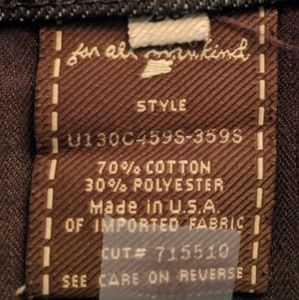 for all mankind
STYLE
U130C459S-359S
70% COTTON
30% POLYESTER
Made in U.S.A
OF IMPORTED FABRIC
CUT# 715510
SEE CARE ON REVERSE